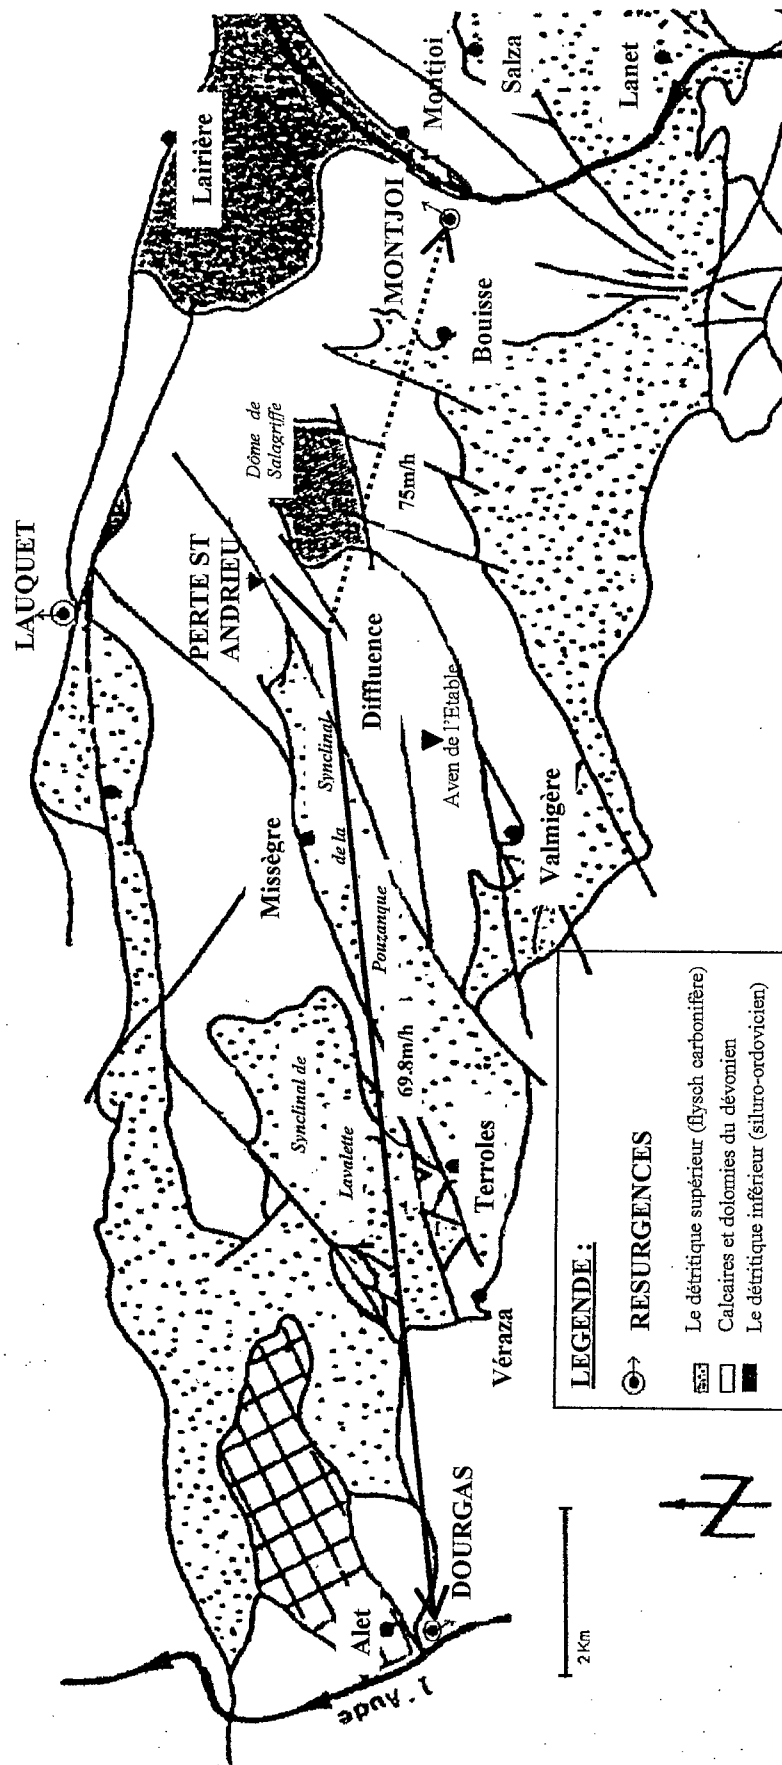 LAUQUET
Lairière
PERTE ST
ANDRIEU
Dôme de
Salagriffe
MONTJOI
Montjoi
Salza
Lanet
Bouisse
75m/h
Diffluence
Aven de l'Etable
Missègre
Synclinal
de la
Pouzanque
Valmigère
Synclinal de
Lavalette
69.8m/h
Terroles
Véraza
Alet
DOURGAS
l'Aude
2Km
N
LEGENDE :
RESURGENCES
Le détritique supérieur (flysch carbonifère)
Calcaires et dolomies du dévonien
Le détritique inférieur (siluro-ordovicien)